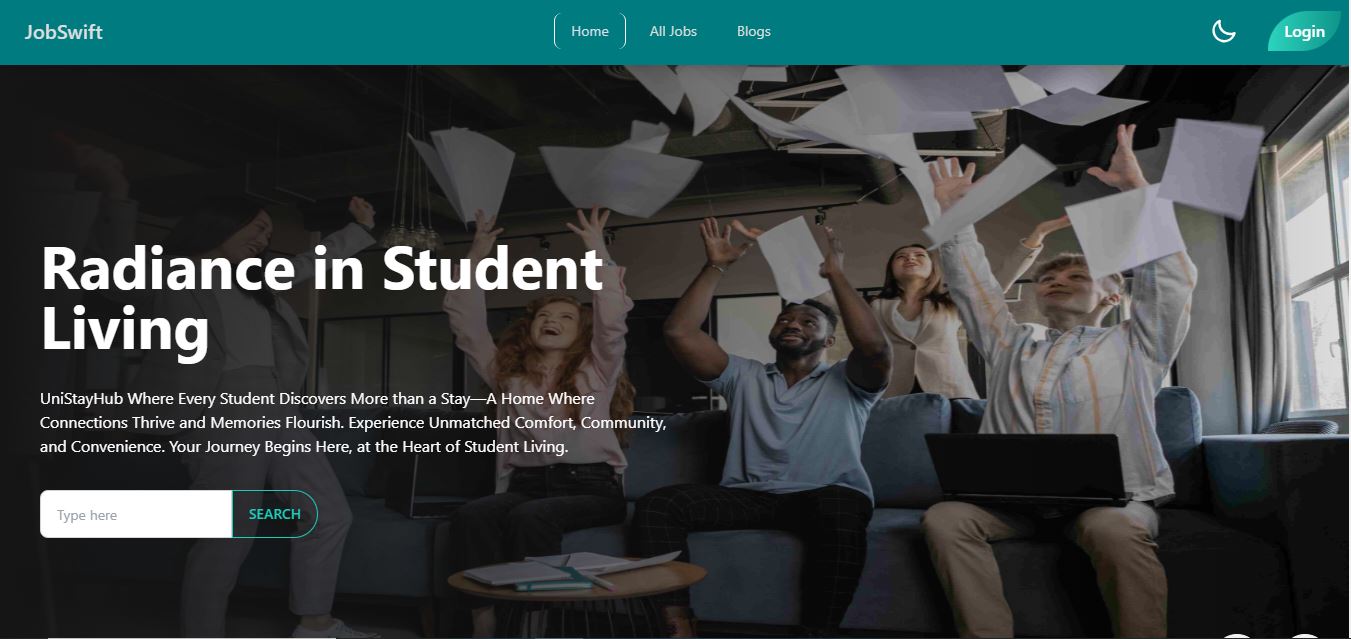 JobSwift
Home
All Jobs
Blogs
Login
Radiance in Student
Living
UniStayHub Where Every Student Discovers More than a Stay—A Home Where
Connections Thrive and Memories Flourish. Experience Unmatched Comfort, Community,
and Convenience. Your Journey Begins Here, at the Heart of Student Living.
Type here
SEARCH